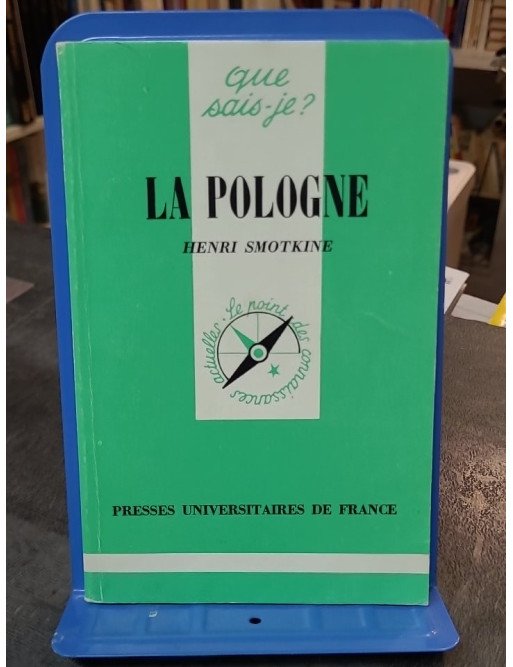 que
sais-je?
LA POLOGNE
HENRI SMOTKINE
Le point des connaissances actuelles.
PRESSES UNIVERSITAIRES DE FRANCE